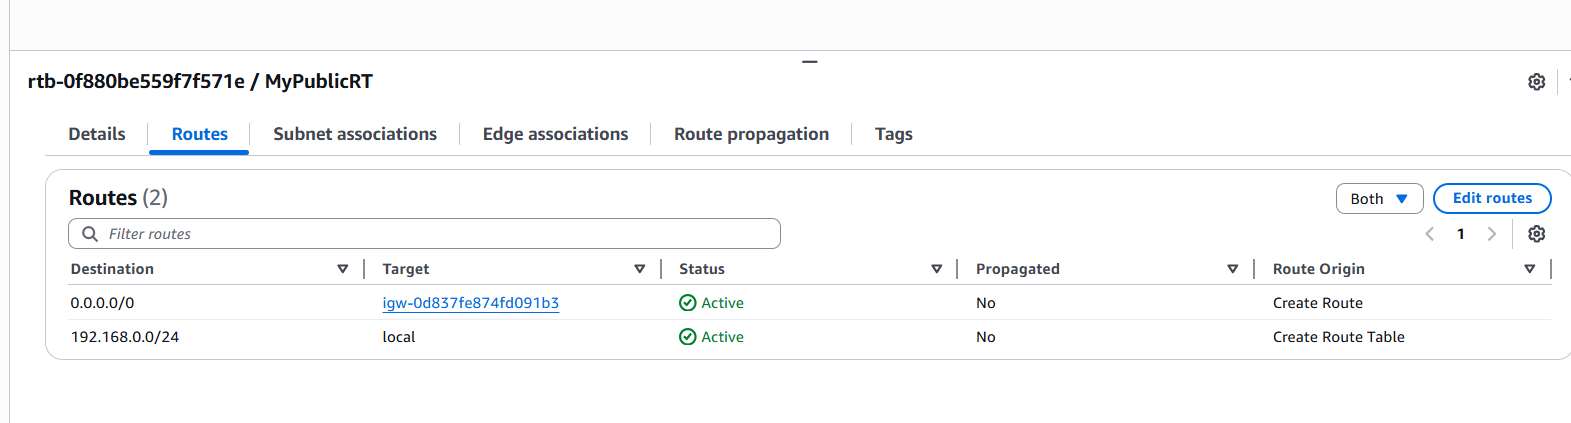 rtb-0f880be559f7f571e / MyPublicRT
Details Routes Subnet associations Edge associations Route propagation Tags
Routes (2) Both Edit routes
Filter routes 1
Destination Target Status Propagated Route Origin
0.0.0.0/0 igw-0d837fe874fd091b3 Active No Create Route
192.168.0.0/24 local Active No Create Route Table